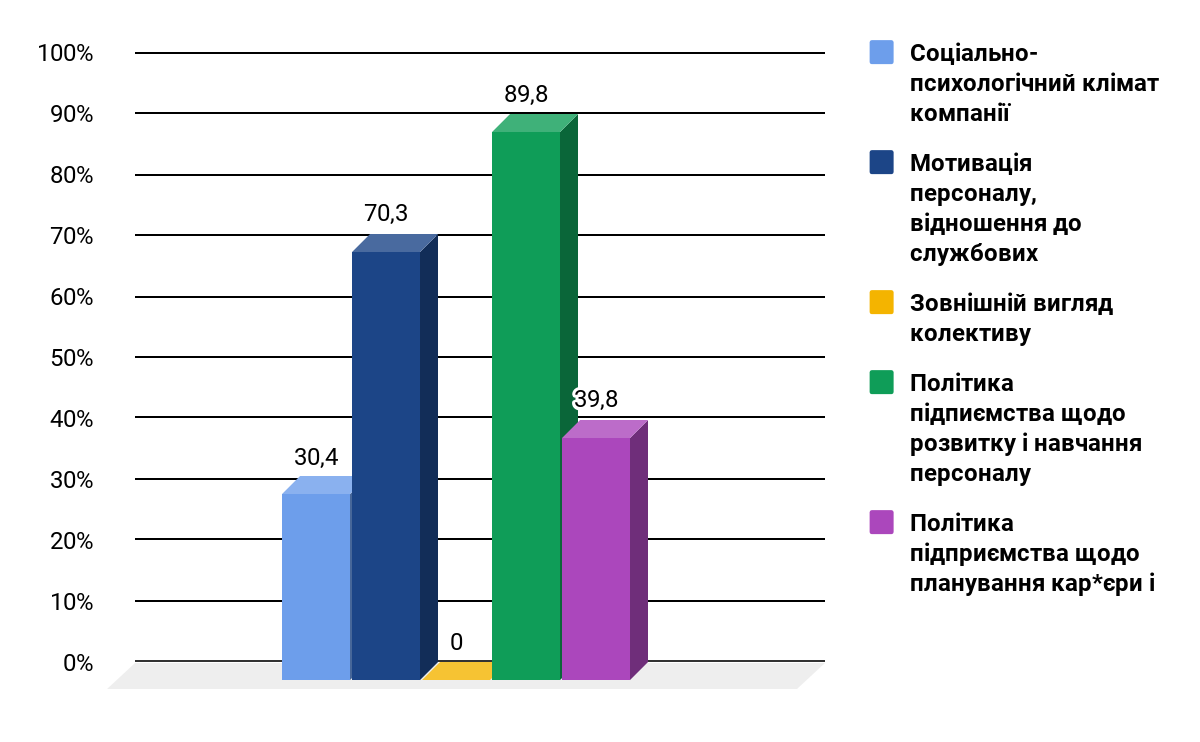 100%
90%
80%
70%
60%
50%
40%
30%
20%
10%
0%
30,4
70,3
0
89,8
39,8
Соціально-
психологічний клімат
компанії
Мотивація
персоналу,
відношення до
службових
Зовнішній вигляд
колективу
Політика
підпиємства щодо
розвитку і навчання
персоналу
Політика
підприємства щодо
планування кар*єри і